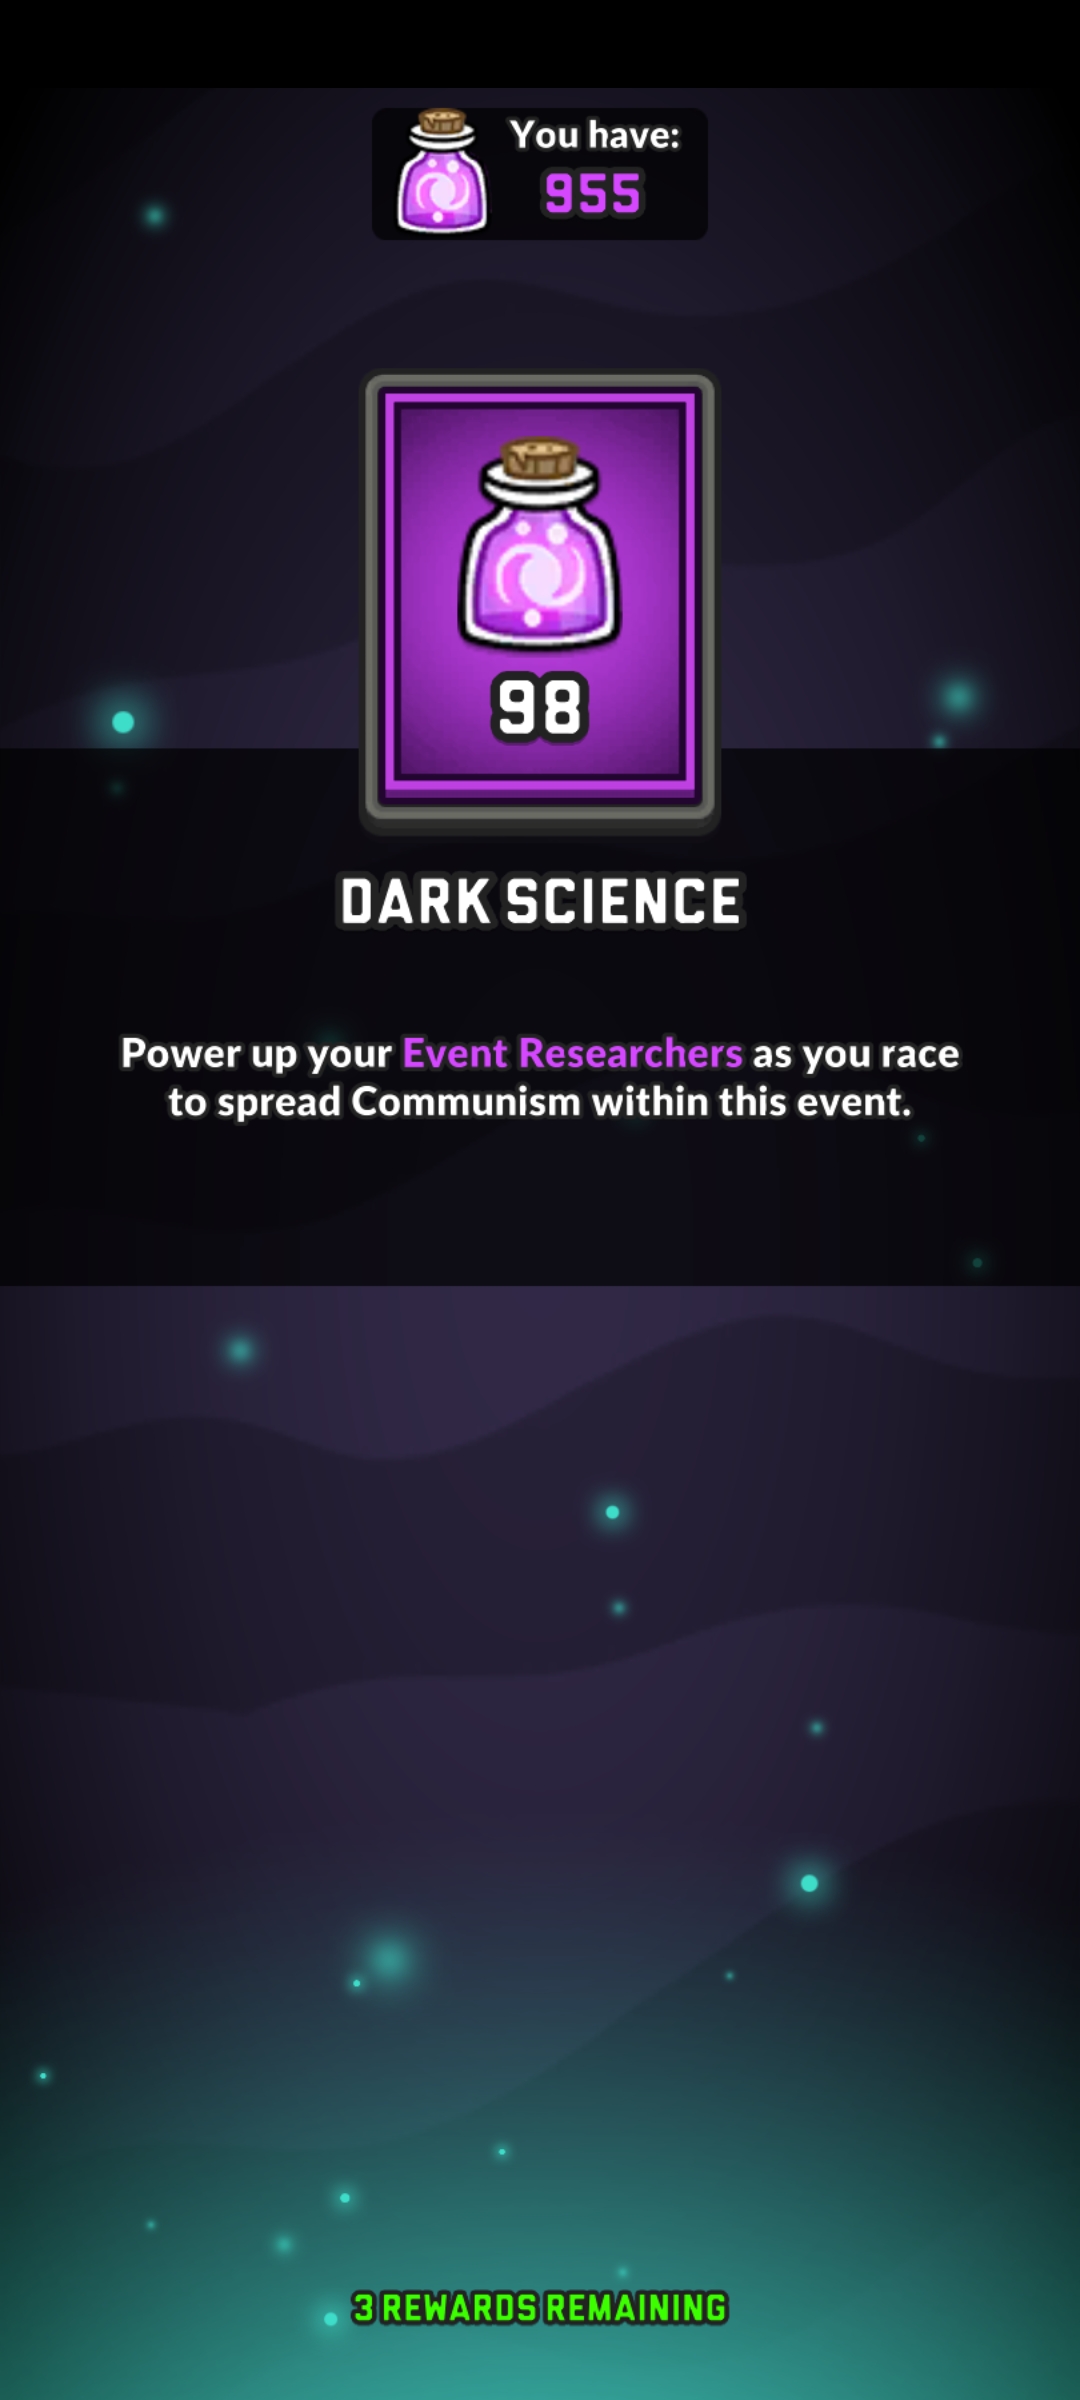 You have:
955
98
DARK SCIENCE
Power up your Event Researchers as you race
to spread Communism within this event.
3 REWARDS REMAINING